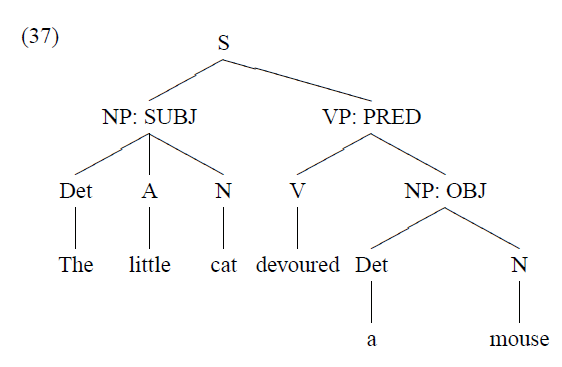 (37)
S
NP: SUBJ VP: PRED
Det A N V NP: OBJ
The little cat devoured Det N
a mouse